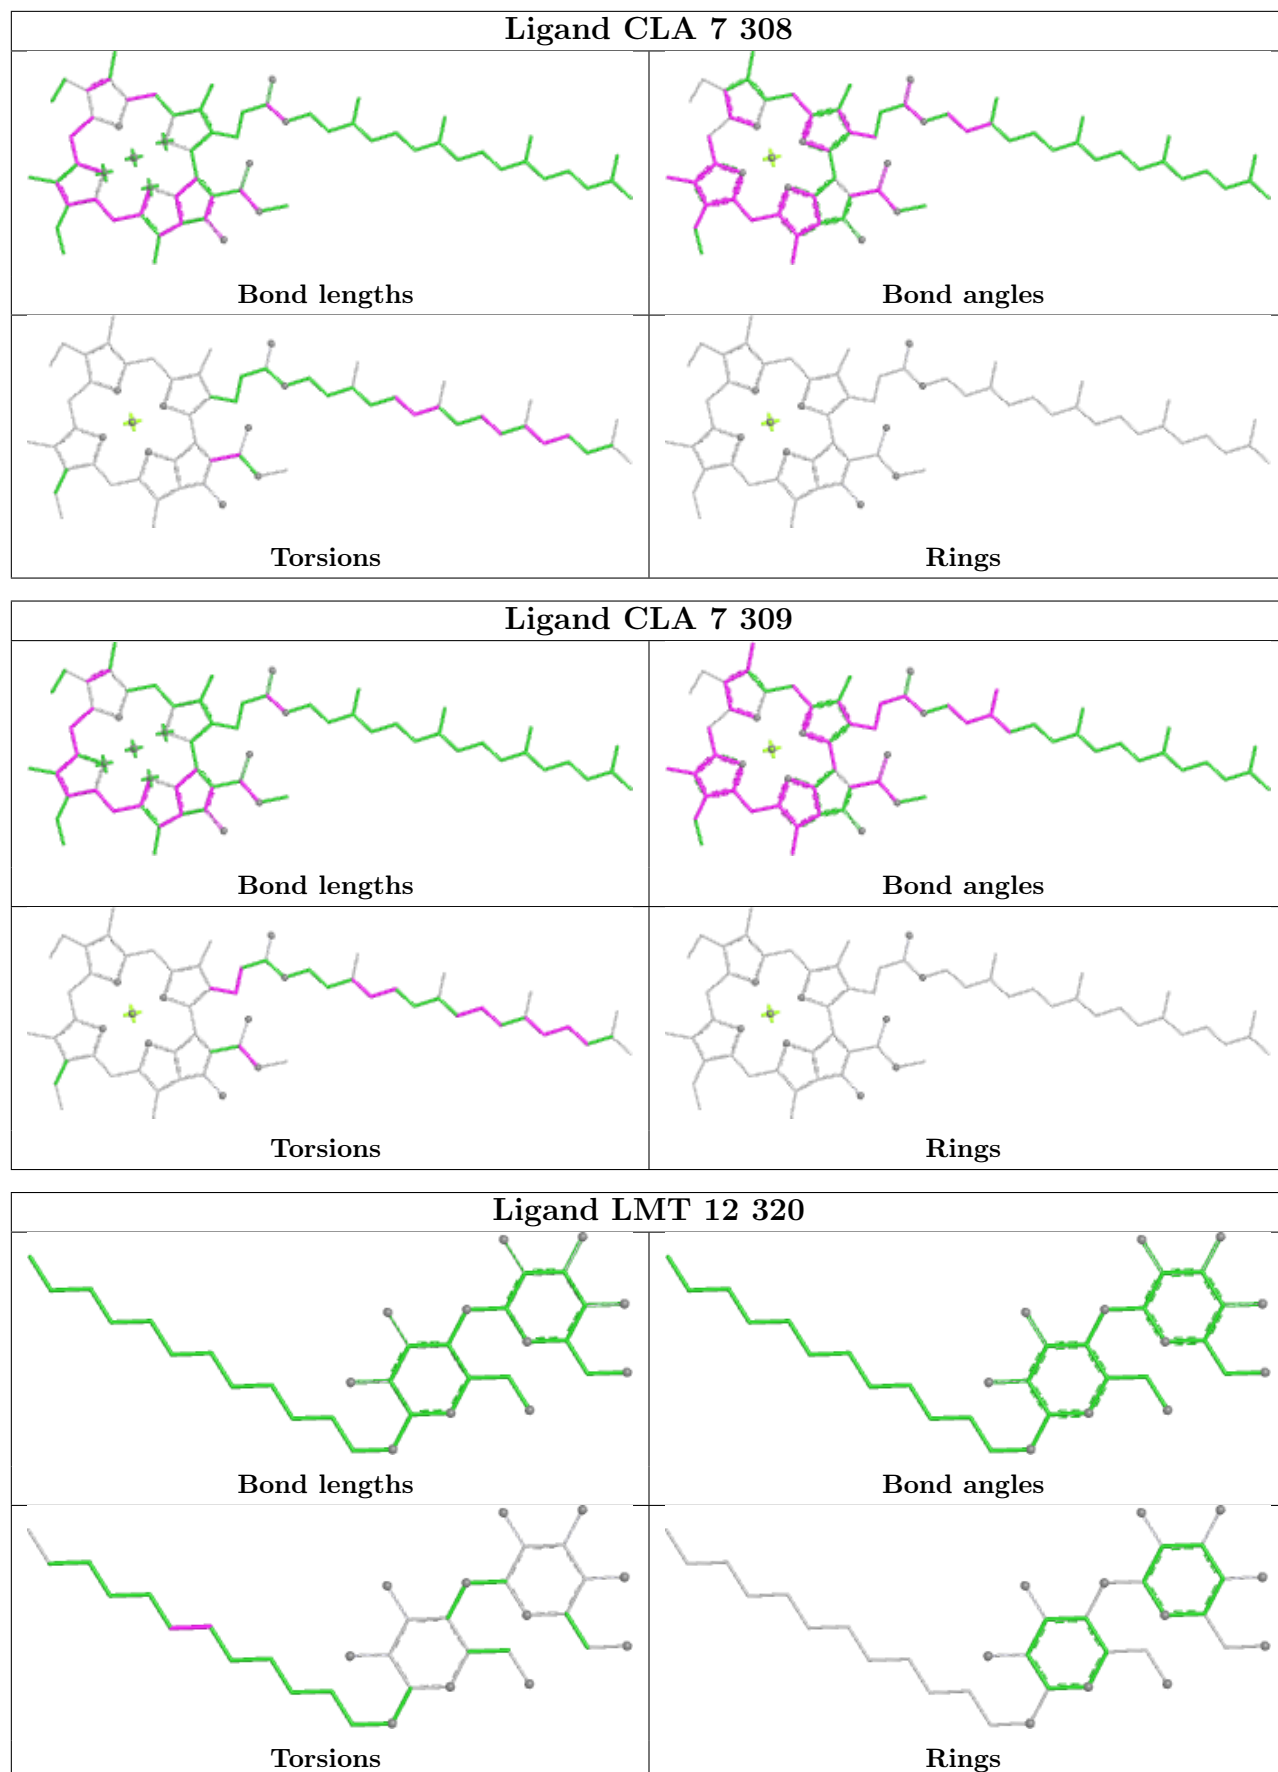 Ligand CLA 7 308
Bond lengths
Bond angles
Torsions
Rings
Ligand CLA 7 309
Bond lengths
Bond angles
Torsions
Rings
Ligand LMT 12 320
Bond lengths
Bond angles
Torsions
Rings